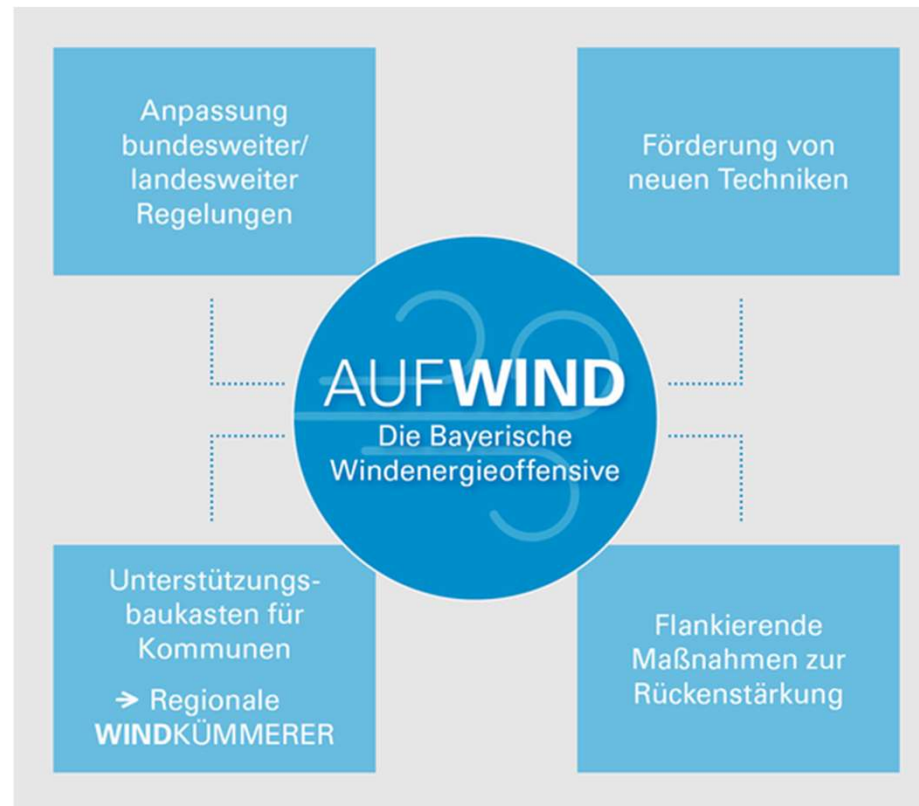 Anpassung
bundesweiter/
landesweiter
Regelungen
Förderung von
neuen Techniken
AUFWIND
Die Bayerische
Windenergieoffensive
Unterstützungs-
baukasten für
Kommunen
→ Regionale
WINDKÜMMERER
Flankierende
Maßnahmen zur
Rückenstärkung